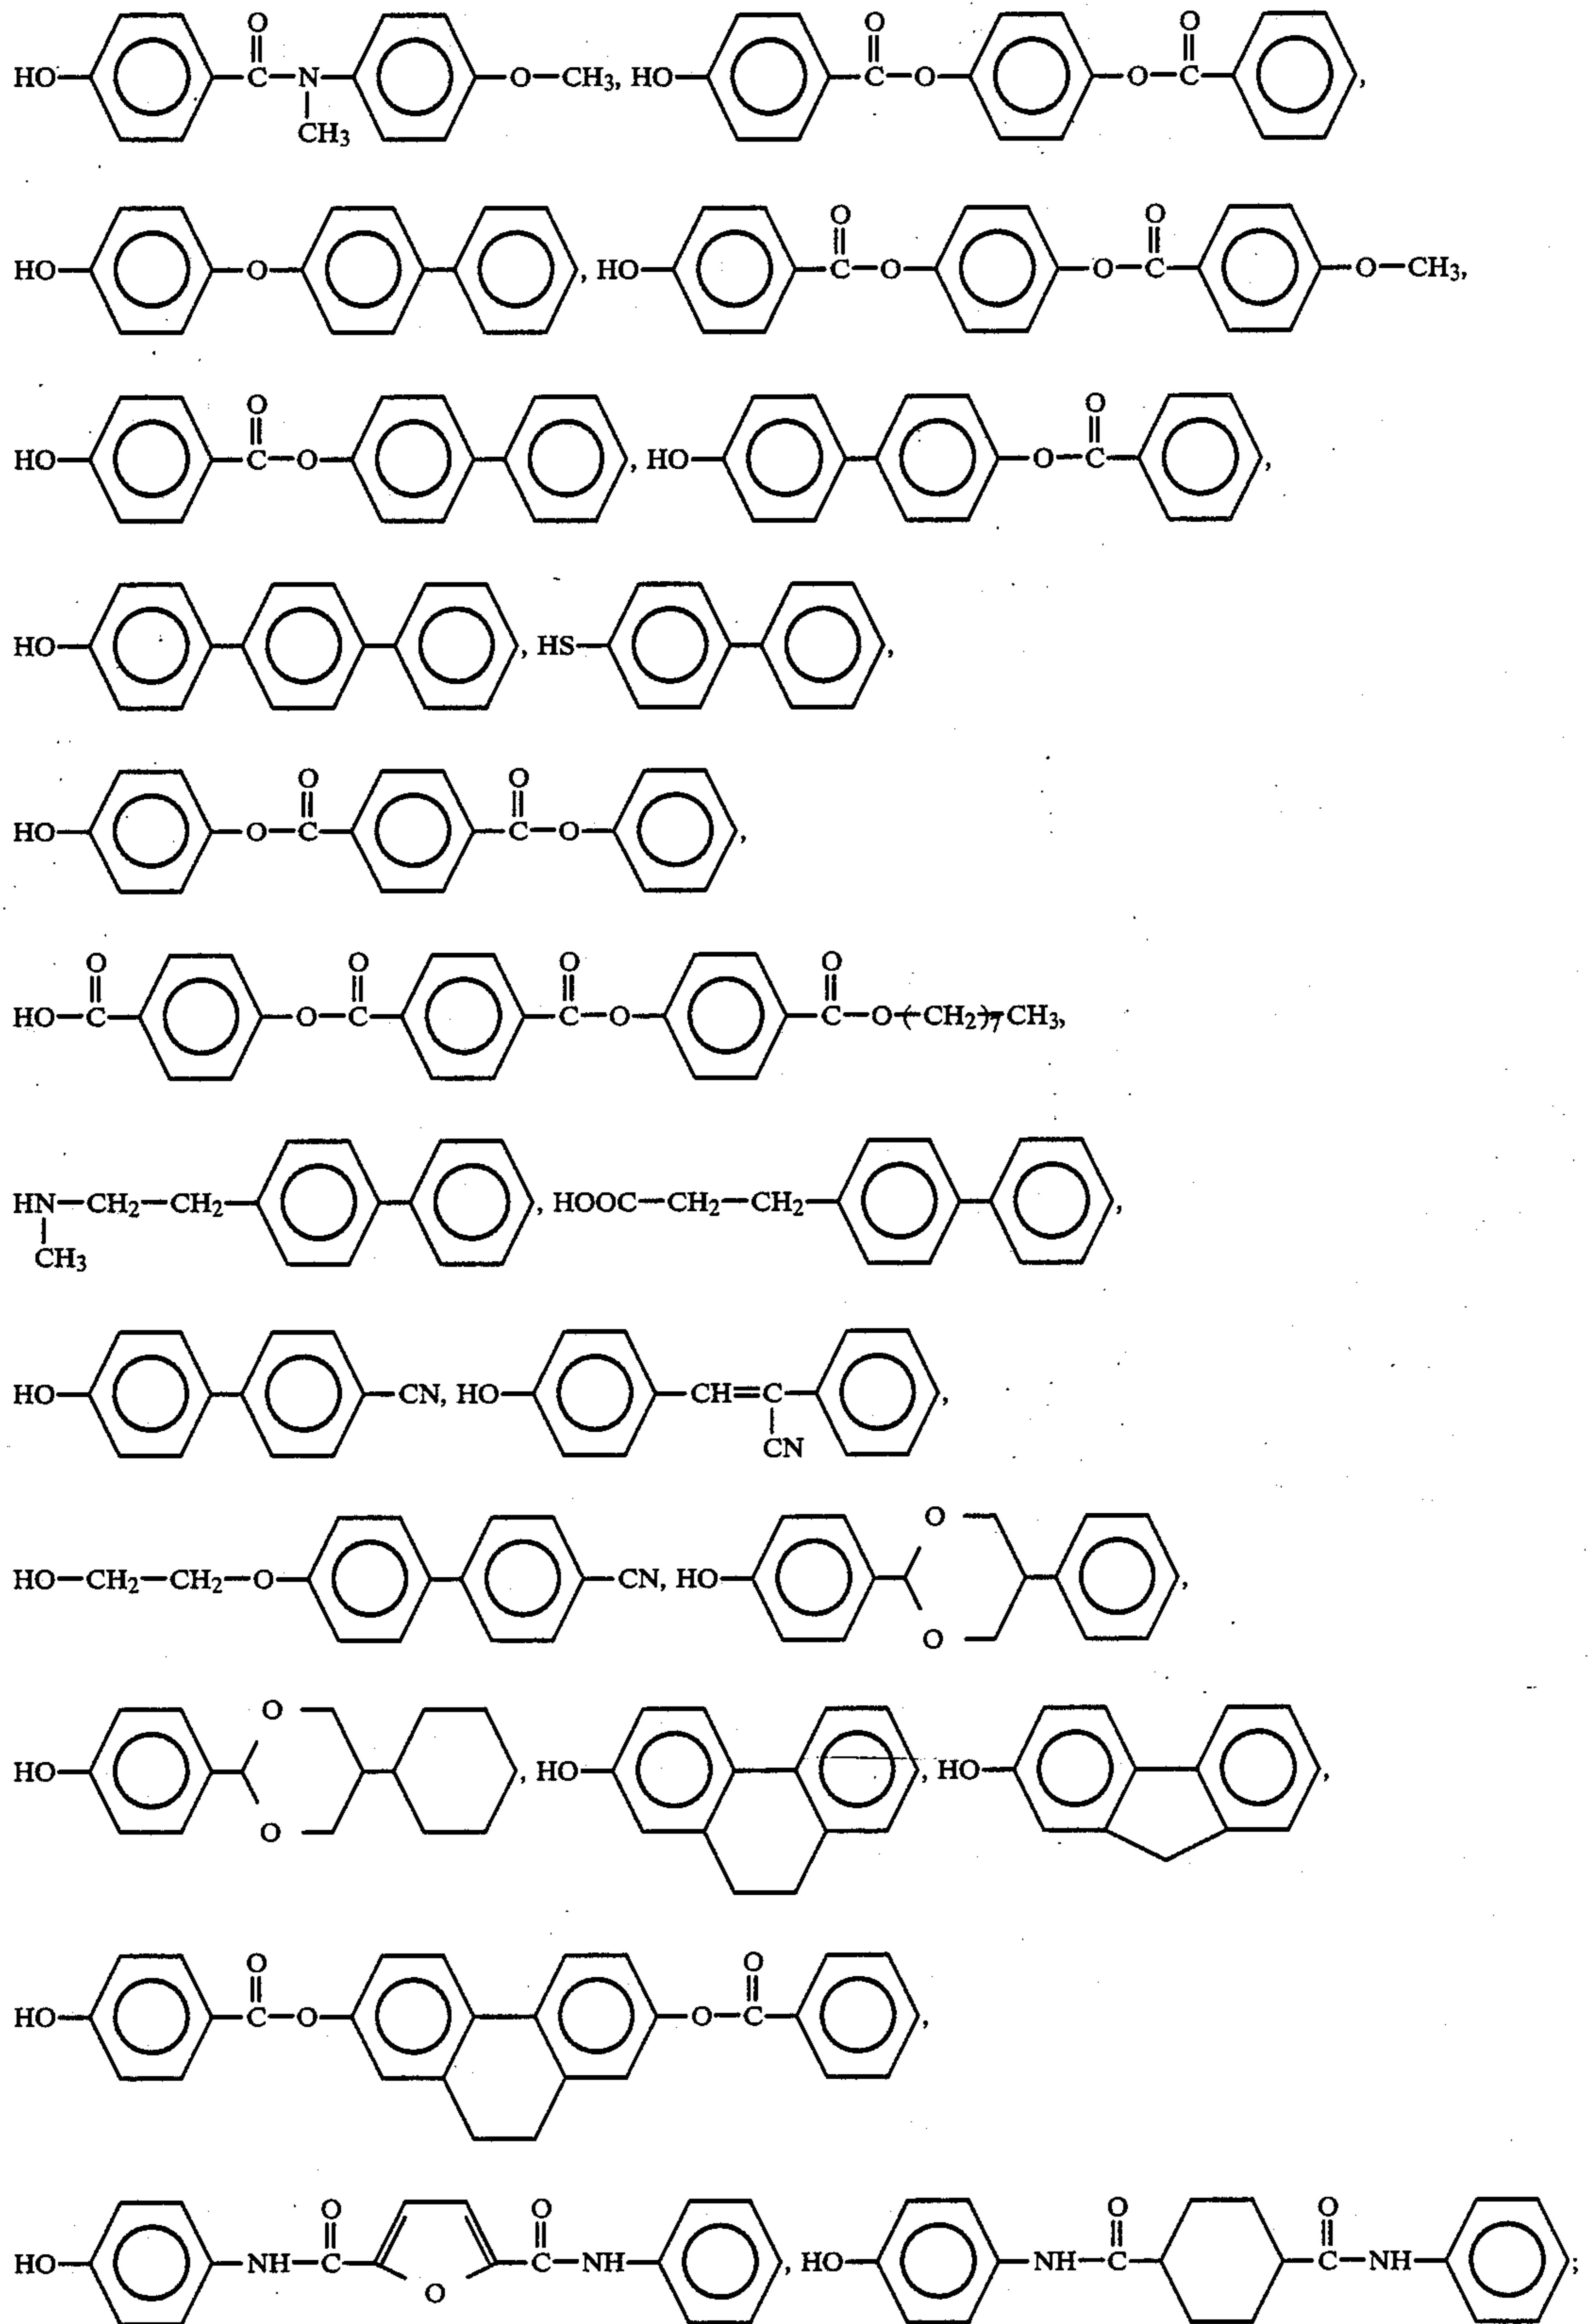 O O O
HO—C—N—O—CH3, HO—C—O—O—C—,
CH3
O O
HO—O—, HO—C—O—O—C—O—CH3,
O O
HO—C—O—, HO—O—C—,
HO—, HS—,
O O
HO—O—C—C—O—,
O O O O
HO—C—O—C—C—O—C—O—(CH2)7—CH3,
HN—CH2—CH2—, HOOC—CH2—CH2—,
CH3
HO—CN, HO—CH=C—,
CN
O
HO—CH2—CH2—O—CN, HO—,
O
O
HO—, HO—, HO—,
O
O O
HO—C—O—O—C—,
O O O O
HO—NH—C—C—NH—, HO—NH—C—C—NH—;
O